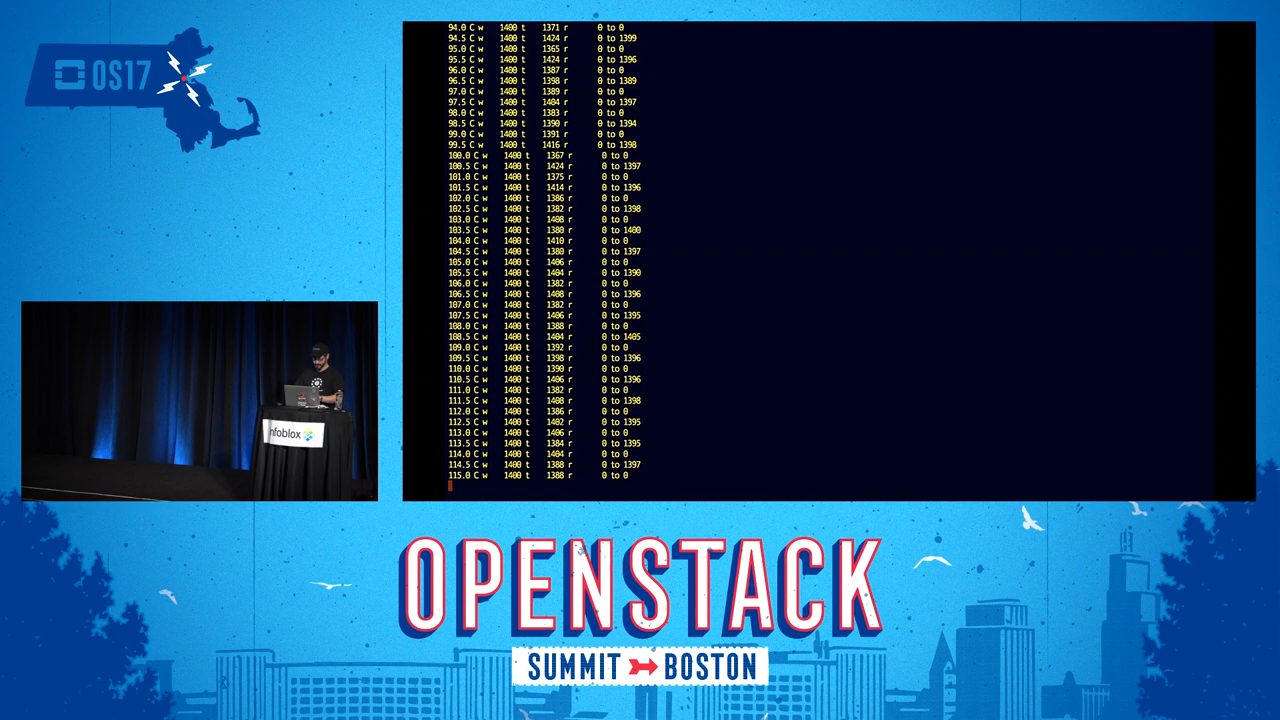 OS17
94.0 C w 1400 t 1371 r 0 to 0
94.5 C w 1400 t 1424 r 0 to 1399
95.0 C w 1400 t 1365 r 0 to 0
95.5 C w 1400 t 1424 r 0 to 1396
96.0 C w 1400 t 1387 r 0 to 0
96.5 C w 1400 t 1398 r 0 to 1389
97.0 C w 1400 t 1389 r 0 to 0
97.5 C w 1400 t 1404 r 0 to 1397
98.0 C w 1400 t 1383 r 0 to 0
98.5 C w 1400 t 1390 r 0 to 1394
99.0 C w 1400 t 1391 r 0 to 0
99.5 C w 1400 t 1416 r 0 to 1398
100.0 C w 1400 t 1367 r 0 to 0
100.5 C w 1400 t 1424 r 0 to 1397
101.0 C w 1400 t 1375 r 0 to 0
101.5 C w 1400 t 1414 r 0 to 1396
102.0 C w 1400 t 1386 r 0 to 0
102.5 C w 1400 t 1382 r 0 to 1398
103.0 C w 1400 t 1408 r 0 to 0
103.5 C w 1400 t 1380 r 0 to 1400
104.0 C w 1400 t 1410 r 0 to 0
104.5 C w 1400 t 1380 r 0 to 1397
105.0 C w 1400 t 1406 r 0 to 0
105.5 C w 1400 t 1404 r 0 to 1390
106.0 C w 1400 t 1382 r 0 to 0
106.5 C w 1400 t 1408 r 0 to 1396
107.0 C w 1400 t 1382 r 0 to 0
107.5 C w 1400 t 1406 r 0 to 1395
108.0 C w 1400 t 1388 r 0 to 0
108.5 C w 1400 t 1404 r 0 to 1405
109.0 C w 1400 t 1392 r 0 to 0
109.5 C w 1400 t 1398 r 0 to 1396
110.0 C w 1400 t 1390 r 0 to 0
110.5 C w 1400 t 1406 r 0 to 1396
111.0 C w 1400 t 1382 r 0 to 0
111.5 C w 1400 t 1408 r 0 to 1398
112.0 C w 1400 t 1386 r 0 to 0
112.5 C w 1400 t 1402 r 0 to 1395
113.0 C w 1400 t 1406 r 0 to 0
113.5 C w 1400 t 1384 r 0 to 1395
114.0 C w 1400 t 1404 r 0 to 0
114.5 C w 1400 t 1388 r 0 to 1397
115.0 C w 1400 t 1388 r 0 to 0
nfoblox
OPENSTACK
SUMMIT BOSTON